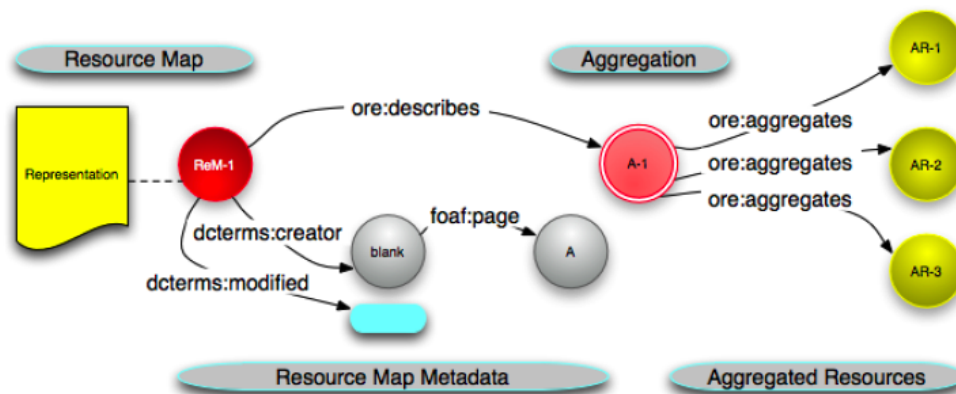 Resource Map
Aggregation
AR-1
ore:describes
ore:aggregates
Representation
ReM-1
A-1
ore:aggregates
AR-2
ore:aggregates
dcterms:creator
blank
foaf:page
A
AR-3
dcterms:modified
Resource Map Metadata
Aggregated Resources